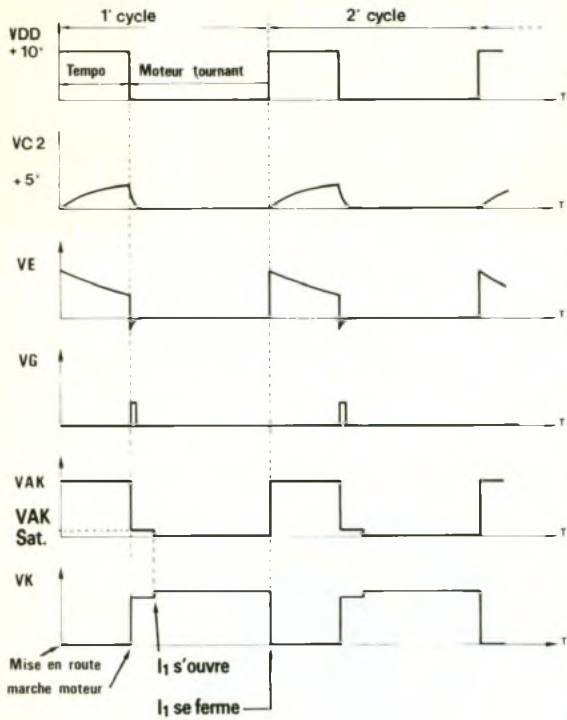 1' cycle
2' cycle
VDD
+ 10'
Tempo
Moteur tournant
T
VC 2
+ 5'
T
VE
T
VG
T
VAK
VAK
Sat.
T
VK
T
Mise en route
marche moteur
I1 s'ouvre
I1 se ferme